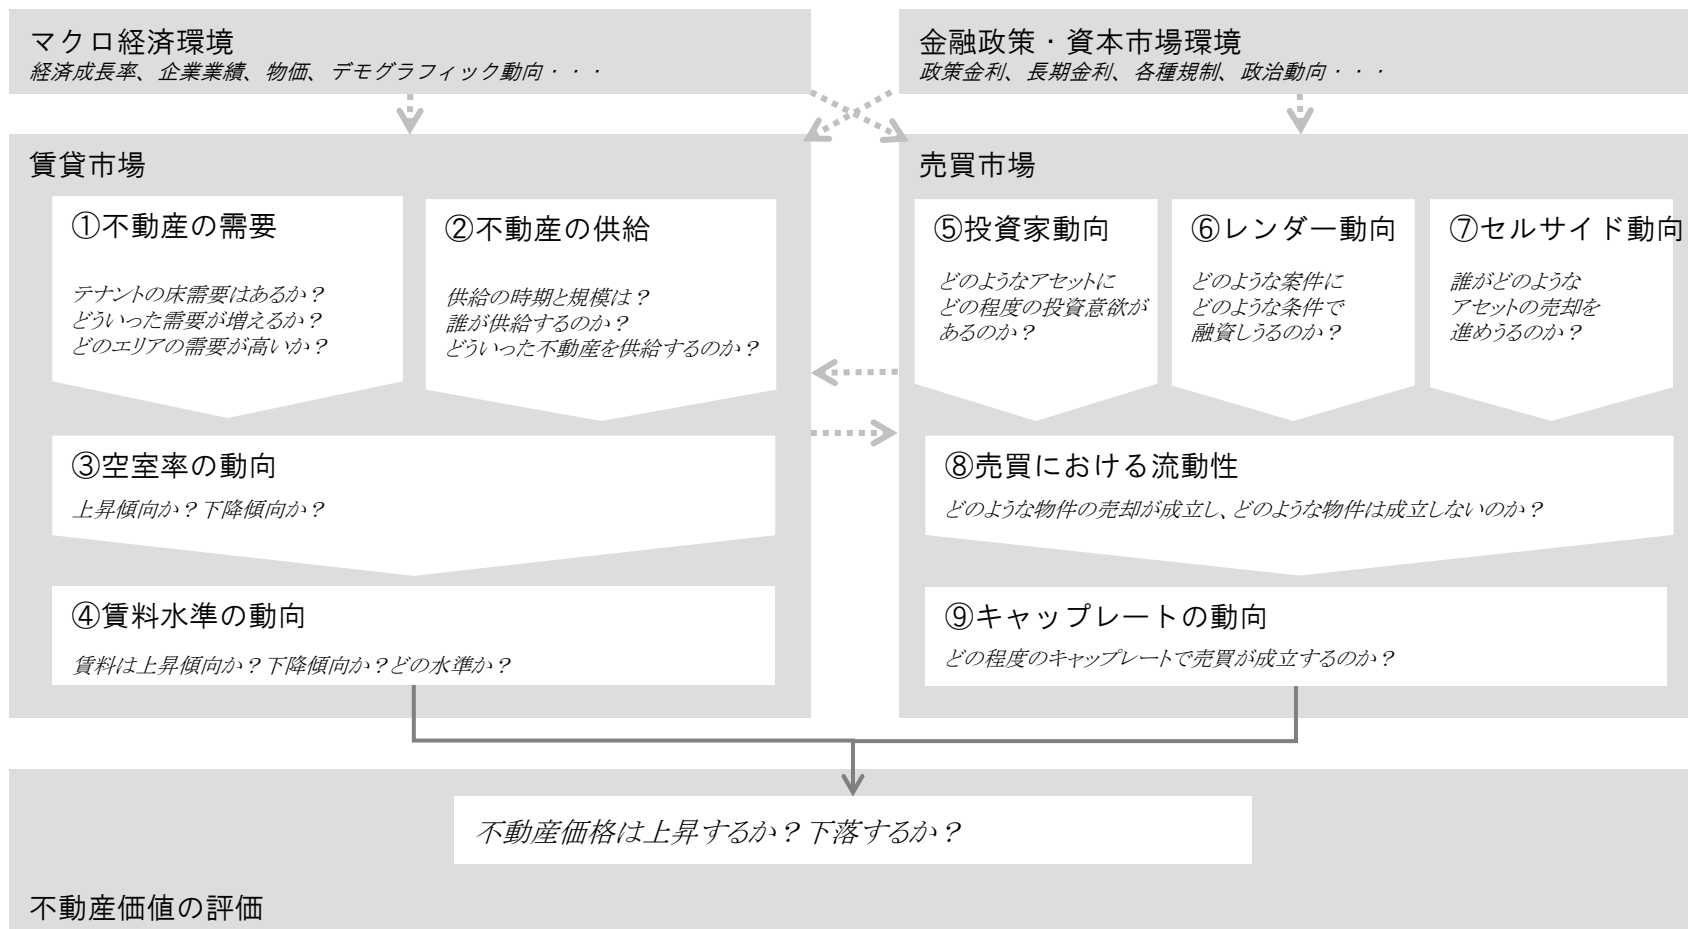 マクロ経済環境
経済成長率、企業業績、物価、デモグラフィック動向・・・
金融政策・資本市場環境
政策金利、長期金利、各種規制、政治動向・・・
賃貸市場
①不動産の需要
テナントの床需要はあるか？
どういった需要が増えるか？
どのエリアの需要が高いか？
②不動産の供給
供給の時期と規模は？
誰が供給するのか？
どういった不動産を供給するのか？
③空室率の動向
上昇傾向か？下降傾向か？
④賃料水準の動向
賃料は上昇傾向か？下降傾向か？どの水準か？
売買市場
⑤投資家動向
どのようなアセットに
どの程度の投資意欲が
あるのか？
⑥レンダー動向
どのような案件に
どのような条件で
融資しうるのか？
⑦セルサイド動向
誰がどのような
アセットの売却を
進めうるのか？
⑧売買における流動性
どのような物件の売却が成立し、どのような物件は成立しないのか？
⑨キャップレートの動向
どの程度のキャップレートで売買が成立するのか？
不動産価格は上昇するか？下落するか？
不動産価値の評価